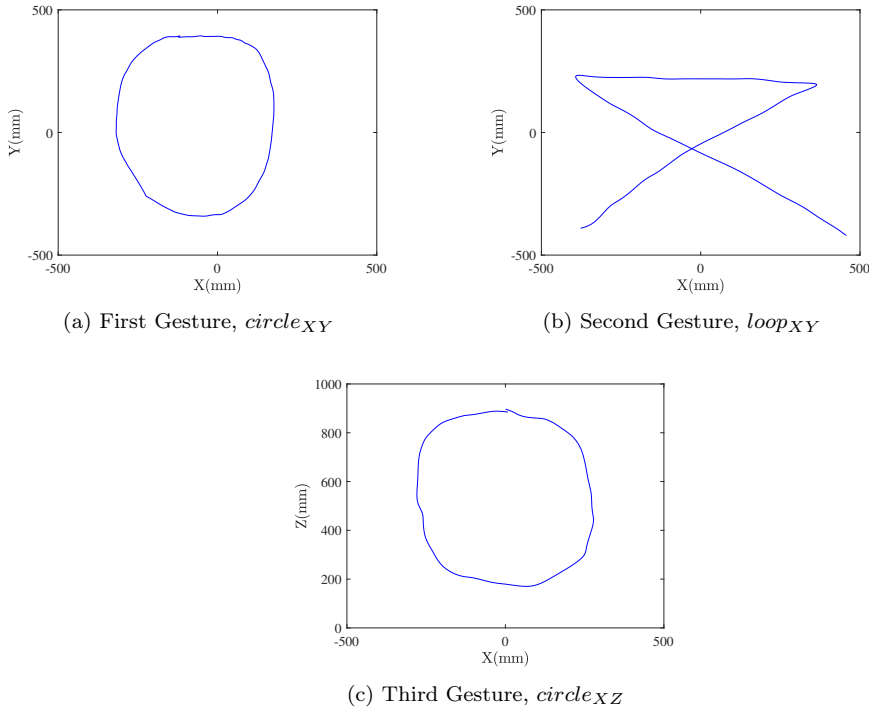 500
0
-500
Y(mm)
-500 0 500
X(mm)
(a) First Gesture, circle_XY
500
0
-500
Y(mm)
-500 0 500
X(mm)
(b) Second Gesture, loop_XY
1000
800
600
400
200
0
Z(mm)
-500 0 500
X(mm)
(c) Third Gesture, circle_XZ